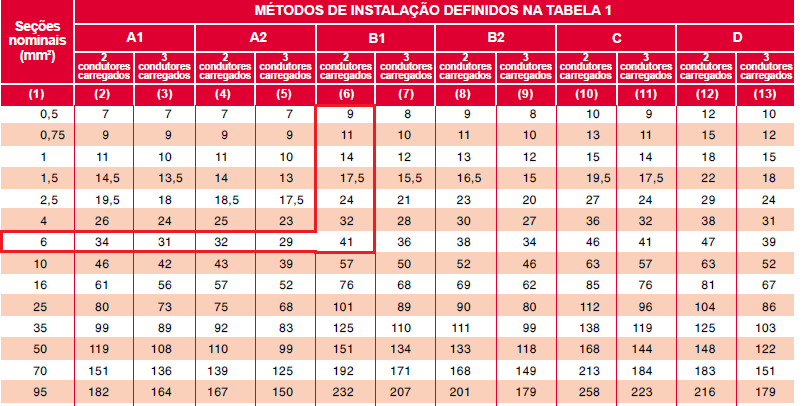 MÉTODOS DE INSTALAÇÃO DEFINIDOS NA TABELA 1
Seções nominais (mm²)
A1 A2 B1 B2 C D
2 condutores carregados 3 condutores carregados 2 condutores carregados 3 condutores carregados 2 condutores carregados 3 condutores carregados 2 condutores carregados 3 condutores carregados 2 condutores carregados 3 condutores carregados 2 condutores carregados 3 condutores carregados
(1) (2) (3) (4) (5) (6) (7) (8) (9) (10) (11) (12) (13)
0,5 7 7 7 7 9 8 9 8 10 9 12 10
0,75 9 9 9 9 11 10 11 10 13 11 15 12
1 11 10 11 10 14 12 13 12 15 14 18 15
1,5 14,5 13,5 14 13 17,5 15,5 16,5 15 19,5 17,5 22 18
2,5 19,5 18 18,5 17,5 24 21 23 20 27 24 29 24
4 26 24 25 23 32 28 30 27 36 32 38 31
6 34 31 32 29 41 36 38 34 46 41 47 39
10 46 42 43 39 57 50 52 46 63 57 63 52
16 61 56 57 52 76 68 69 62 85 76 81 67
25 80 73 75 68 101 89 90 80 112 96 104 86
35 99 89 92 83 125 110 111 99 138 119 125 103
50 119 108 110 99 151 134 133 118 168 144 148 122
70 151 136 139 125 192 171 168 149 213 184 183 151
95 182 164 167 150 232 207 201 179 258 223 216 179